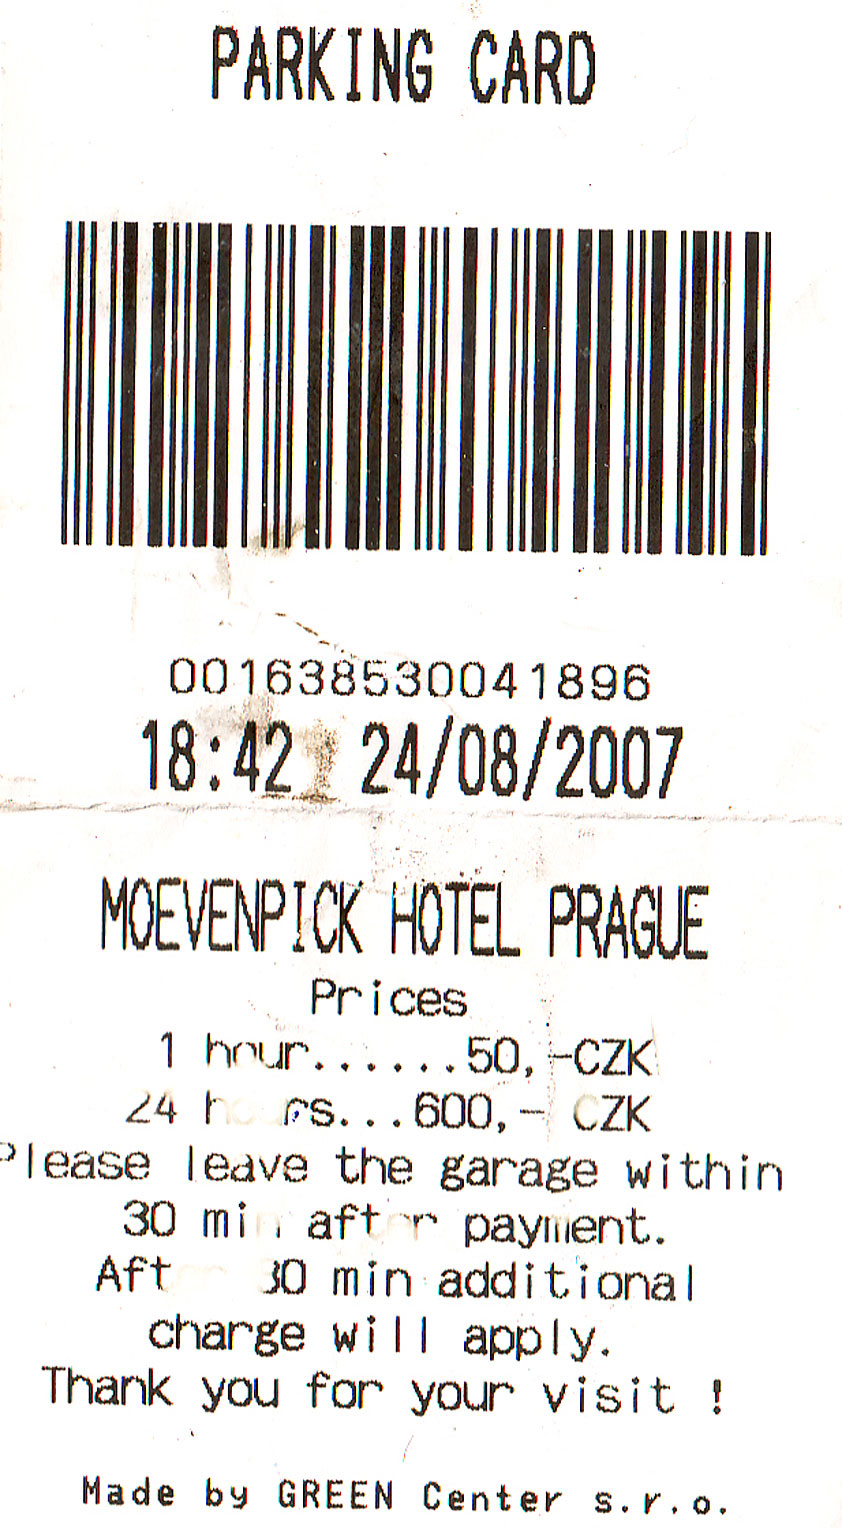 PARKING CARD
001638530041896
18:42 24/08/2007
MOEVENPICK HOTEL PRAGUE
Prices
1 hour......50,-CZK
24 hours...600,- CZK
Please leave the garage within
30 min after payment.
After 30 min additional
charge will apply.
Thank you for your visit !
Made by GREEN Center s.r.o.